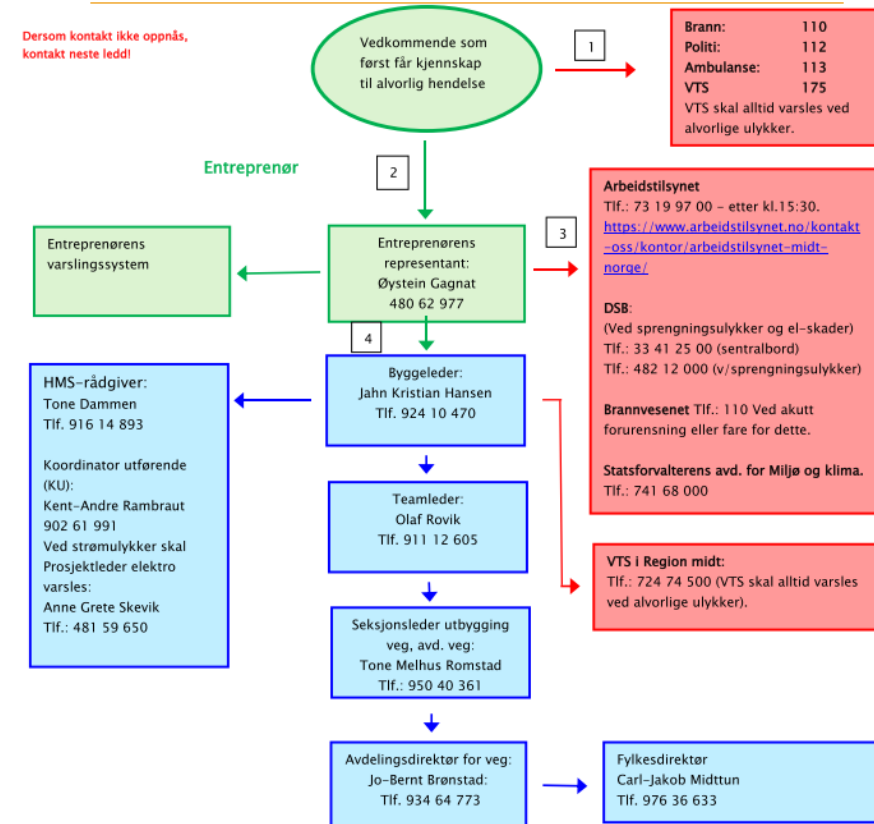 Dersom kontakt ikke oppnås,
kontakt neste ledd!
Vedkommende som
først får kjennskap
til alvorlig hendelse
1
Brann: 110
Politi: 112
Ambulanse: 113
VTS 175
VTS skal alltid varsles ved
alvorlige ulykker.
Entreprenør
2
Entreprenørens
varslingssystem
Entreprenørens
representant:
Øystein Gagnat
480 62 977
3
Arbeidstilsynet
Tlf.: 73 19 97 00 – etter kl.15:30.
https://www.arbeidstilsynet.no/kontakt
-oss/kontor/arbeidstilsynet-midt-
norge/
DSB:
(Ved sprengningsulykker og el-skader)
Tlf.: 33 41 25 00 (sentralbord)
Tlf.: 482 12 000 (v/sprengningsulykker)
Brannvesenet Tlf.: 110 Ved akutt
forurensning eller fare for dette.
Statsforvalterens avd. for Miljø og klima.
Tlf.: 741 68 000
4
HMS-rådgiver:
Tone Dammen
Tlf. 916 14 893
Koordinator utførende
(KU):
Kent-Andre Rambraut
902 61 991
Ved strømulykker skal
Prosjektleder elektro
varsles:
Anne Grete Skevik
Tlf.: 481 59 650
Byggeleder:
Jahn Kristian Hansen
Tlf. 924 10 470
Teamleder:
Olaf Rovik
Tlf. 911 12 605
VTS i Region midt:
Tlf.: 724 74 500 (VTS skal alltid varsles
ved alvorlige ulykker).
Seksjonsleder utbygging
veg, avd. veg:
Tone Melhus Romstad
Tlf.: 950 40 361
Avdelingsdirektør for veg:
Jo-Bernt Brønstad:
Tlf. 934 64 773
Fylkesdirektør
Carl-Jakob Midttun
Tlf. 976 36 633